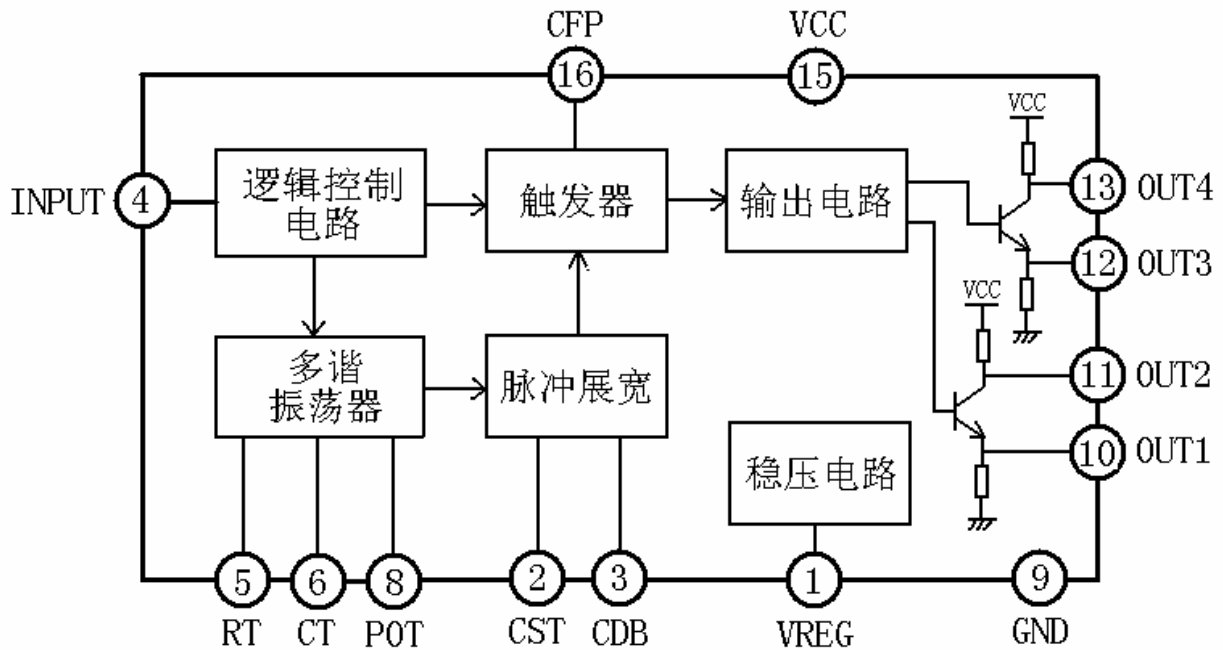 CFP
VCC
16
15
VCC
INPUT
4
逻辑控制
电路
触发器
输出电路
13
OUT4
12
OUT3
VCC
多谐
振荡器
脉冲展宽
11
OUT2
稳压电路
10
OUT1
5
6
8
2
3
1
9
RT
CT
POT
CST
CDB
VREG
GND